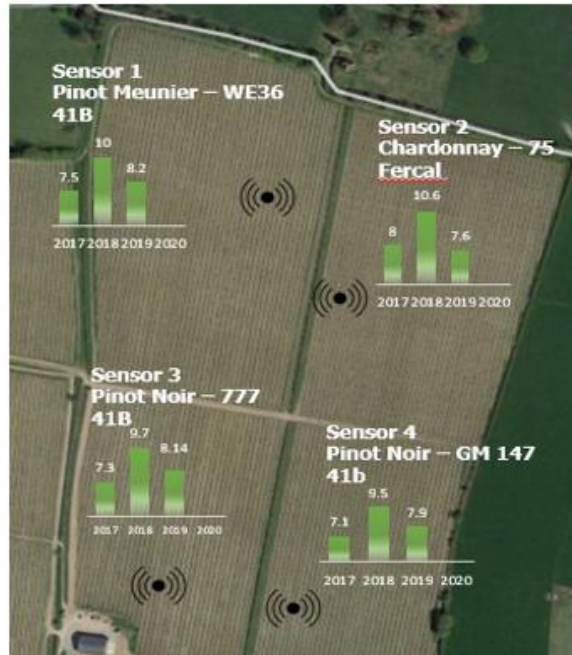 Sensor 1
Pinot Meunier – WE36
41B
10
8.2
7.5
2017 2018 2019 2020
Sensor 2
Chardonnay – 75
Fercal
10.6
8
7.6
2017 2018 2019 2020
Sensor 3
Pinot Noir – 777
41B
9.7
8.14
7.3
2017 2018 2019 2020
Sensor 4
Pinot Noir – GM 147
41b
9.5
7.9
7.1
2017 2018 2019 2020